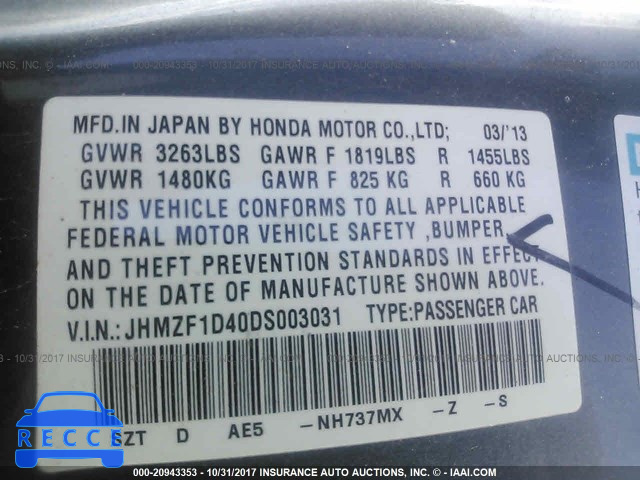 MFD.IN JAPAN BY HONDA MOTOR CO.,LTD; 03/'13
GVWR 3263LBS GAWR F 1819LBS R 1455LBS
GVWR 1480KG GAWR F 825 KG R 660 KG
THIS VEHICLE CONFORMS TO ALL APPLICABLE
FEDERAL MOTOR VEHICLE SAFETY ,BUMPER,
AND THEFT PREVENTION STANDARDS IN EFFECT
ON THE DATE OF MANUFACTURE SHOWN ABOVE.
V.I.N.:JHMZF1D40DS003031 TYPE:PASSENGER CAR
SZT D AE5 -NH737MX -Z -S
RECCE
000-20943353 - 10/31/2017 INSURANCE AUTO AUCTIONS, INC. - © - IAAI.COM